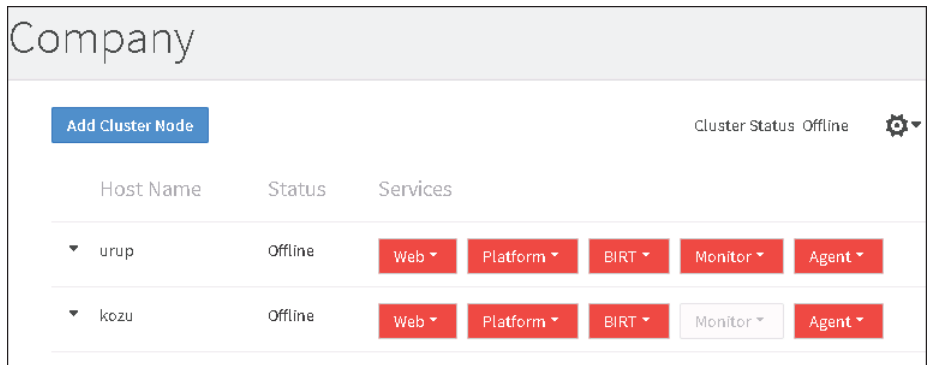 Company
Add Cluster Node Cluster Status Offline
Host Name Status Services
urup Offline Web Platform BIRT Monitor Agent
kozu Offline Web Platform BIRT Monitor Agent